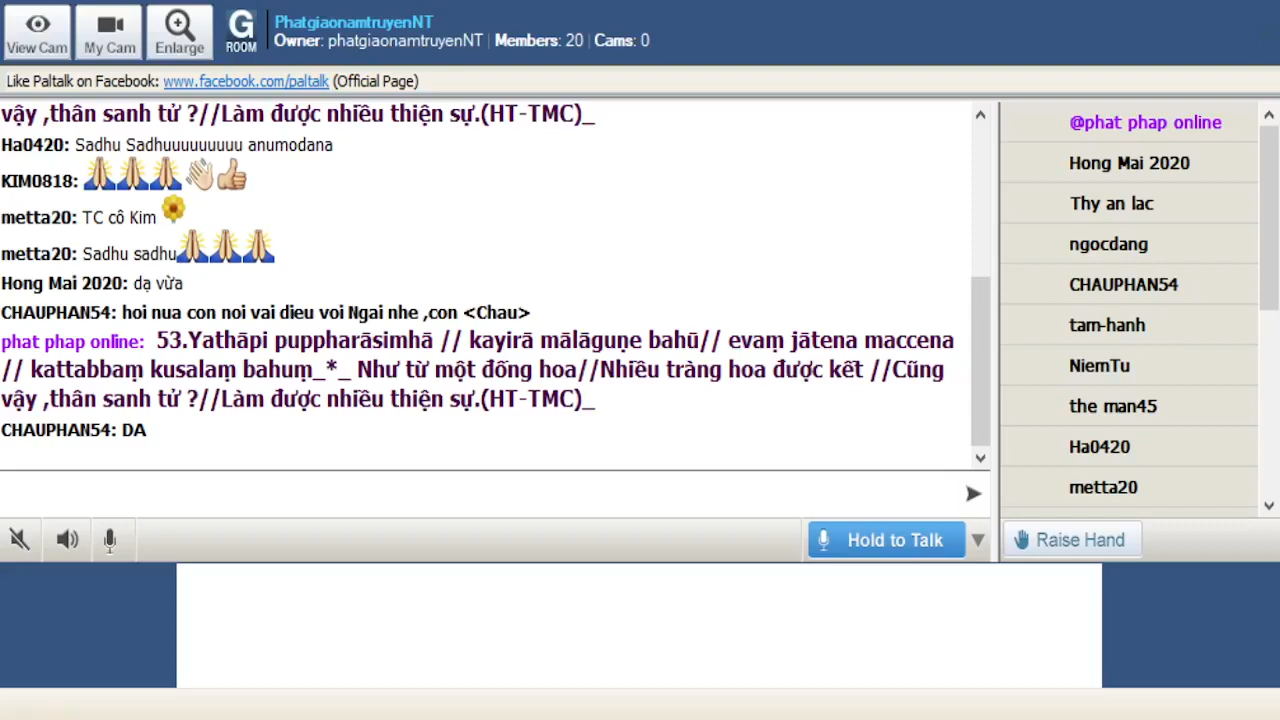 View Cam
My Cam
Enlarge
G
ROOM
PhatgiaonamtruyenNT
Owner: phatgiaonamtruyenNT | Members: 20 | Cams: 0
Like Paltalk on Facebook: www.facebook.com/paltalk (Official Page)
vậy ,thân sanh tử ?//Làm được nhiều thiện sự.(HT-TMC)_
Ha0420: Sadhu Sadhuuuuuuuuu anumodana
KIM0818: 🙏🙏🙏👏👍
metta20: TC cô Kim 🌼
metta20: Sadhu sadhu🙏🙏🙏
Hong Mai 2020: dạ vừa
CHAUPHAN54: hoi nua con noi vai dieu voi Ngai nhe ,con <Chau>
phat phap online: 53.Yathāpi puppharāsimhā // kayirā mālāguṇe bahū// evaṃ jātena maccena
// kattabbaṃ kusalaṃ bahuṃ_*_ Như từ một đống hoa//Nhiều tràng hoa được kết //Cũng
vậy ,thân sanh tử ?//Làm được nhiều thiện sự.(HT-TMC)_
CHAUPHAN54: DA
@phat phap online
Hong Mai 2020
Thy an lac
ngocdang
CHAUPHAN54
tam-hanh
NiemTu
the man45
Ha0420
metta20
Hold to Talk
Raise Hand